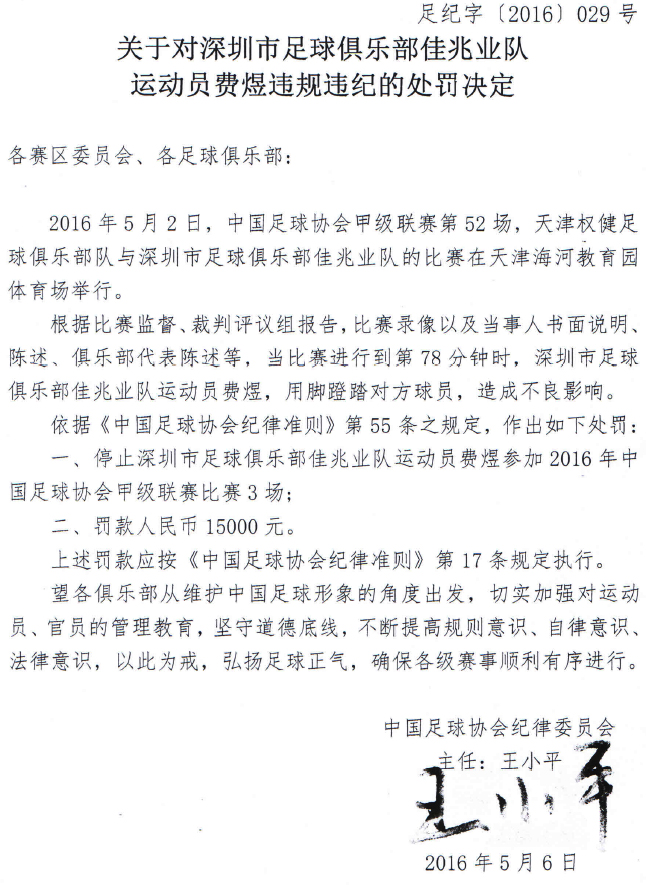 足纪字〔2016〕029 号
关于对深圳市足球俱乐部佳兆业队
运动员费煜违规违纪的处罚决定
各赛区委员会、各足球俱乐部：
2016 年 5 月 2 日，中国足球协会甲级联赛第 52 场，天津权健足
球俱乐部队与深圳市足球俱乐部佳兆业队的比赛在天津海河教育园
体育场举行。
根据比赛监督、裁判评议组报告，比赛录像以及当事人书面说明、
陈述、俱乐部代表陈述等，当比赛进行到第 78 分钟时，深圳市足球
俱乐部佳兆业队运动员费煜，用脚蹬踏对方球员，造成不良影响。
依据《中国足球协会纪律准则》第 55 条之规定，作出如下处罚：
一、停止深圳市足球俱乐部佳兆业队运动员费煜参加 2016 年中
国足球协会甲级联赛比赛 3 场；
二、罚款人民币 15000 元。
上述罚款应按《中国足球协会纪律准则》第 17 条规定执行。
望各俱乐部从维护中国足球形象的角度出发，切实加强对运动
员、官员的管理教育，坚守道德底线，不断提高规则意识、自律意识、
法律意识，以此为戒，弘扬足球正气，确保各级赛事顺利有序进行。
中国足球协会纪律委员会
主任：王小平
王小平
2016 年 5 月 6 日